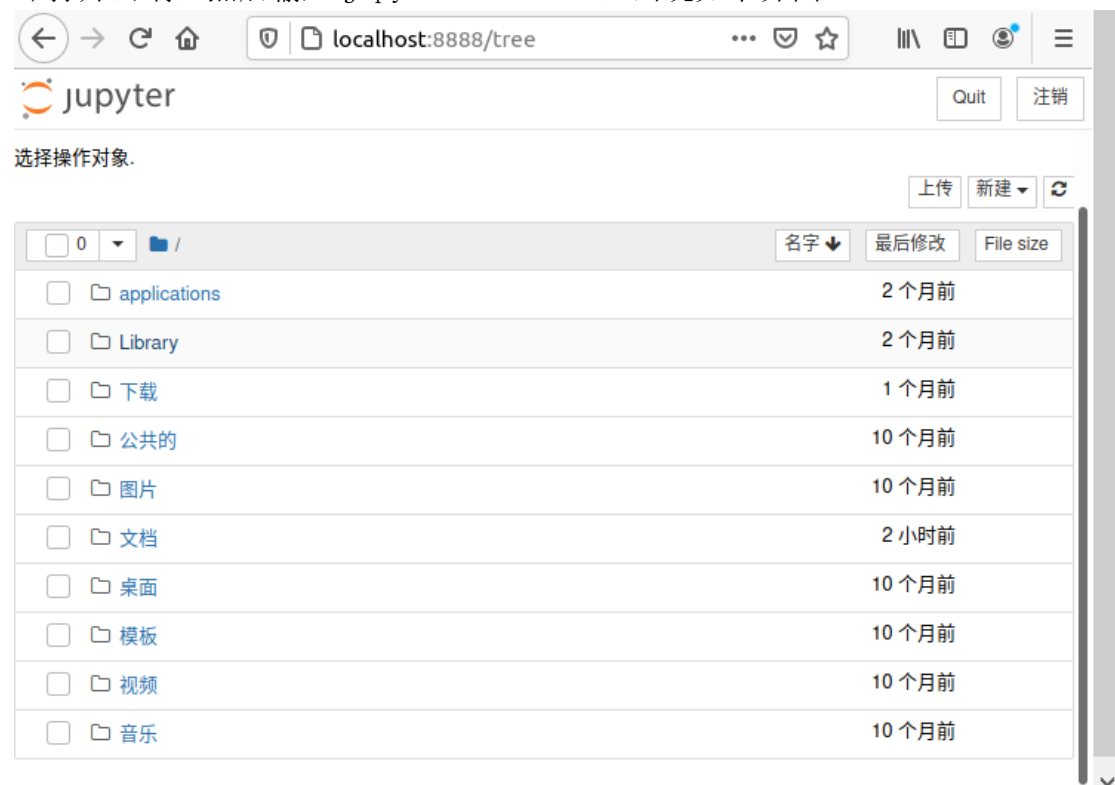 localhost:8888/tree
jupyter
Quit 注销
选择操作对象.
上传 新建
0 / 名字 最后修改 File size
applications 2 个月前
Library 2 个月前
下载 1 个月前
公共的 10 个月前
图片 10 个月前
文档 2 小时前
桌面 10 个月前
模板 10 个月前
视频 10 个月前
音乐 10 个月前